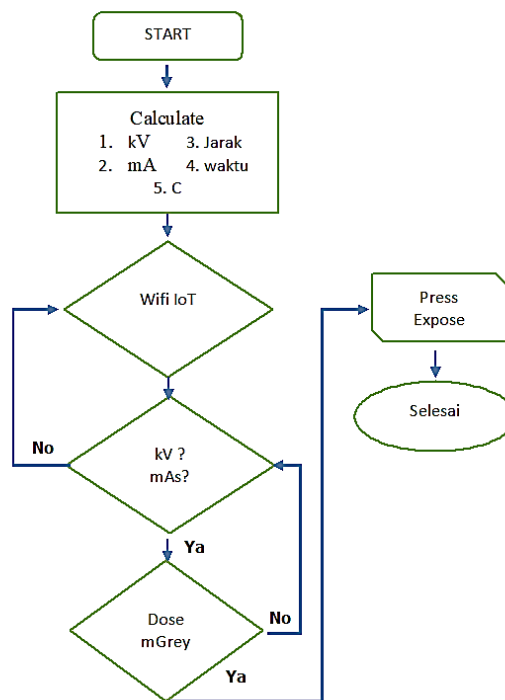 START
Calculate
1. kV 3. Jarak
2. mA 4. waktu
5. C
Wifi IoT
No
kV ?
mAs?
Ya
Dose
mGrey
No
Ya
Press
Expose
Selesai